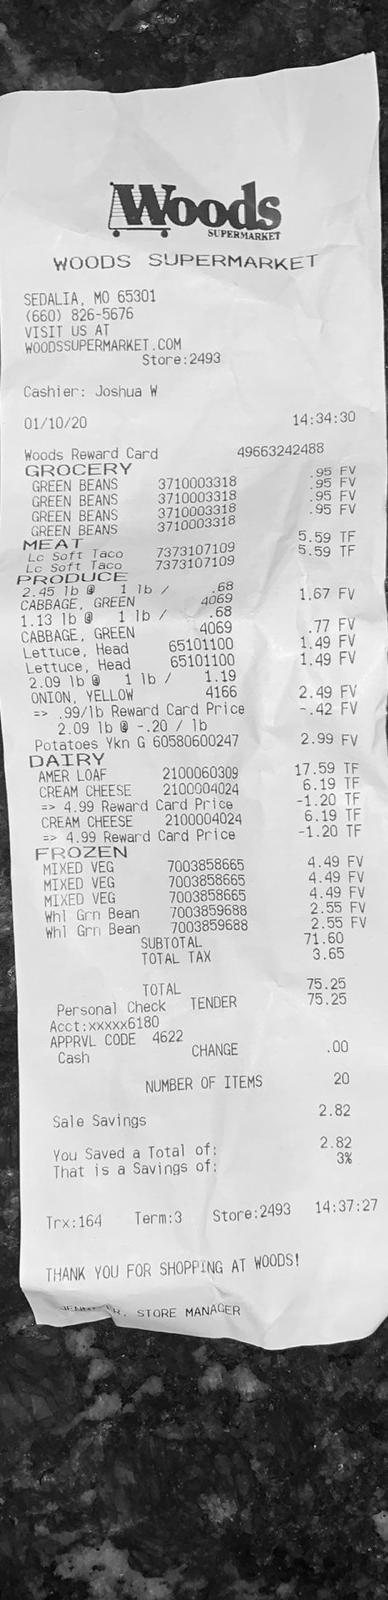 Woods
SUPERMARKET
WOODS SUPERMARKET
SEDALIA, MO 65301
(660) 826-5676
VISIT US AT
WOODSSUPERMARKET.COM
Store:2493
Cashier: Joshua W
01/10/20 14:34:30
Woods Reward Card 49663242488
GROCERY
GREEN BEANS 3710003318 .95 FV
GREEN BEANS 3710003318 .95 FV
GREEN BEANS 3710003318 .95 FV
GREEN BEANS 3710003318 .95 FV
MEAT
Lc Soft Taco 7373107109 5.59 TF
Lc Soft Taco 7373107109 5.59 TF
PRODUCE
2.45 lb @ 1 lb / .68
CABBAGE, GREEN 4069 1.67 FV
1.13 lb @ 1 lb / .68
CABBAGE, GREEN 4069 .77 FV
Lettuce, Head 65101100 1.49 FV
Lettuce, Head 65101100 1.49 FV
2.09 lb @ 1 lb / 1.19
ONION, YELLOW 4166 2.49 FV
=> .99/lb Reward Card Price -.42 FV
2.09 lb @ -.20 / lb
Potatoes Ykn G 60580600247 2.99 FV
DAIRY
AMER LOAF 2100060309 17.59 TF
CREAM CHEESE 2100004024 6.19 TF
=> 4.99 Reward Card Price -1.20 TF
CREAM CHEESE 2100004024 6.19 TF
=> 4.99 Reward Card Price -1.20 TF
FROZEN
MIXED VEG 7003858665 4.49 FV
MIXED VEG 7003858665 4.49 FV
MIXED VEG 7003858665 4.49 FV
Whl Grn Bean 7003859688 2.55 FV
Whl Grn Bean 7003859688 2.55 FV
SUBTOTAL 71.60
TOTAL TAX 3.65
TOTAL 75.25
Personal Check TENDER 75.25
Acct:xxxxx6180
APPRVL CODE 4622
Cash CHANGE .00
NUMBER OF ITEMS 20
Sale Savings 2.82
You Saved a Total of: 2.82
That is a Savings of: 3%
Trx:164 Term:3 Store:2493 14:37:27
THANK YOU FOR SHOPPING AT WOODS!
STORE MANAGER